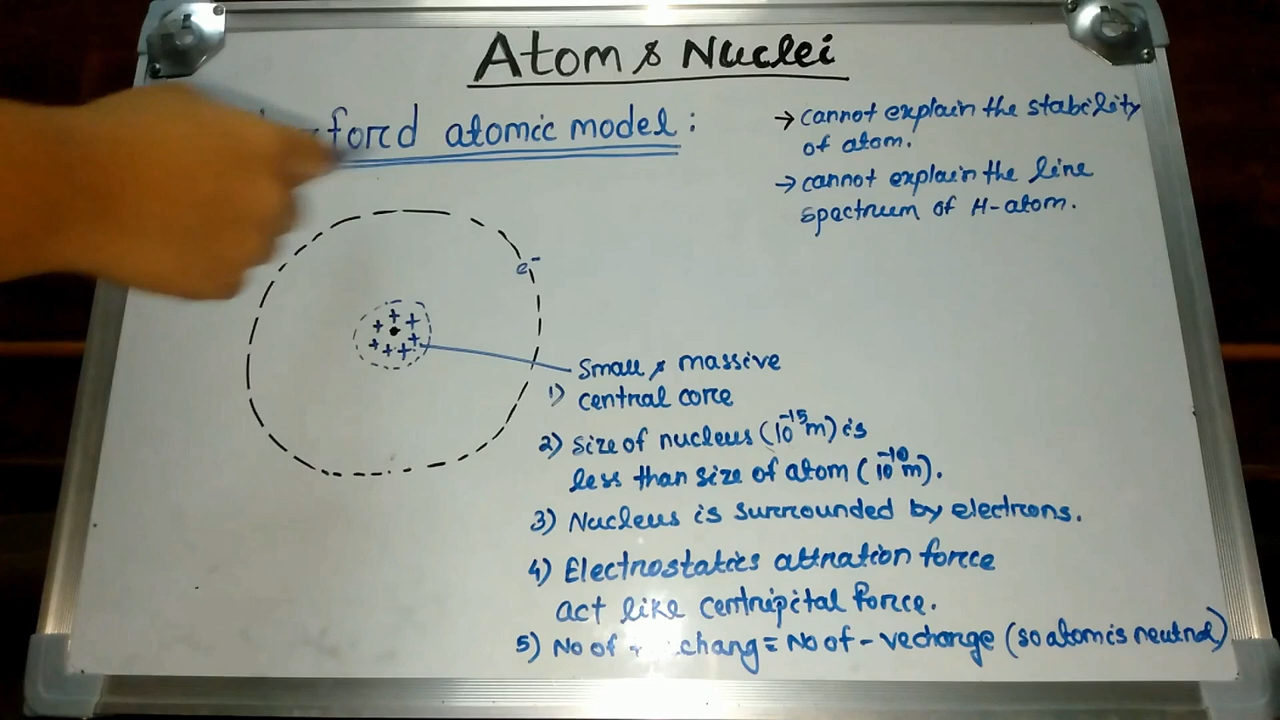 Atom & Nuclei
ford atomic model:
→ cannot explain the stability
of atom.
→ cannot explain the line
spectrum of H-atom.
e⁻
+ + +
+ + + +
Small & massive
1) central core
2) Size of nucleus (10⁻¹⁵m) is
less than size of atom (10⁻¹⁰m).
3) Nucleus is surrounded by electrons.
4) Electrostatics attration force
act like centripital force.
5) No of chang = No of - ve charge (so atom is neutral)